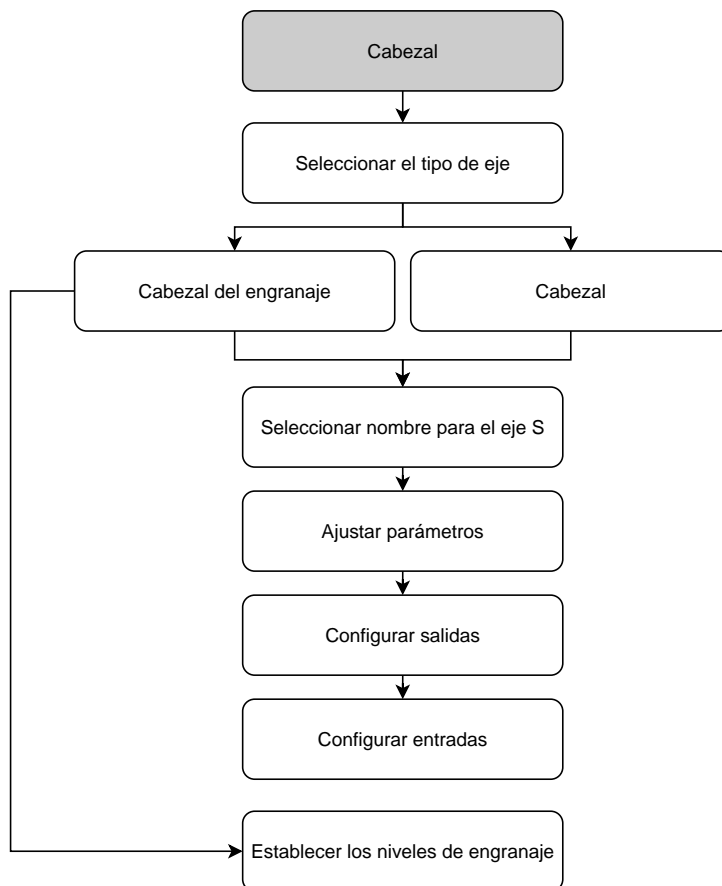 Cabezal
Seleccionar el tipo de eje
Cabezal del engranaje
Cabezal
Seleccionar nombre para el eje S
Ajustar parámetros
Configurar salidas
Configurar entradas
Establecer los niveles de engranaje